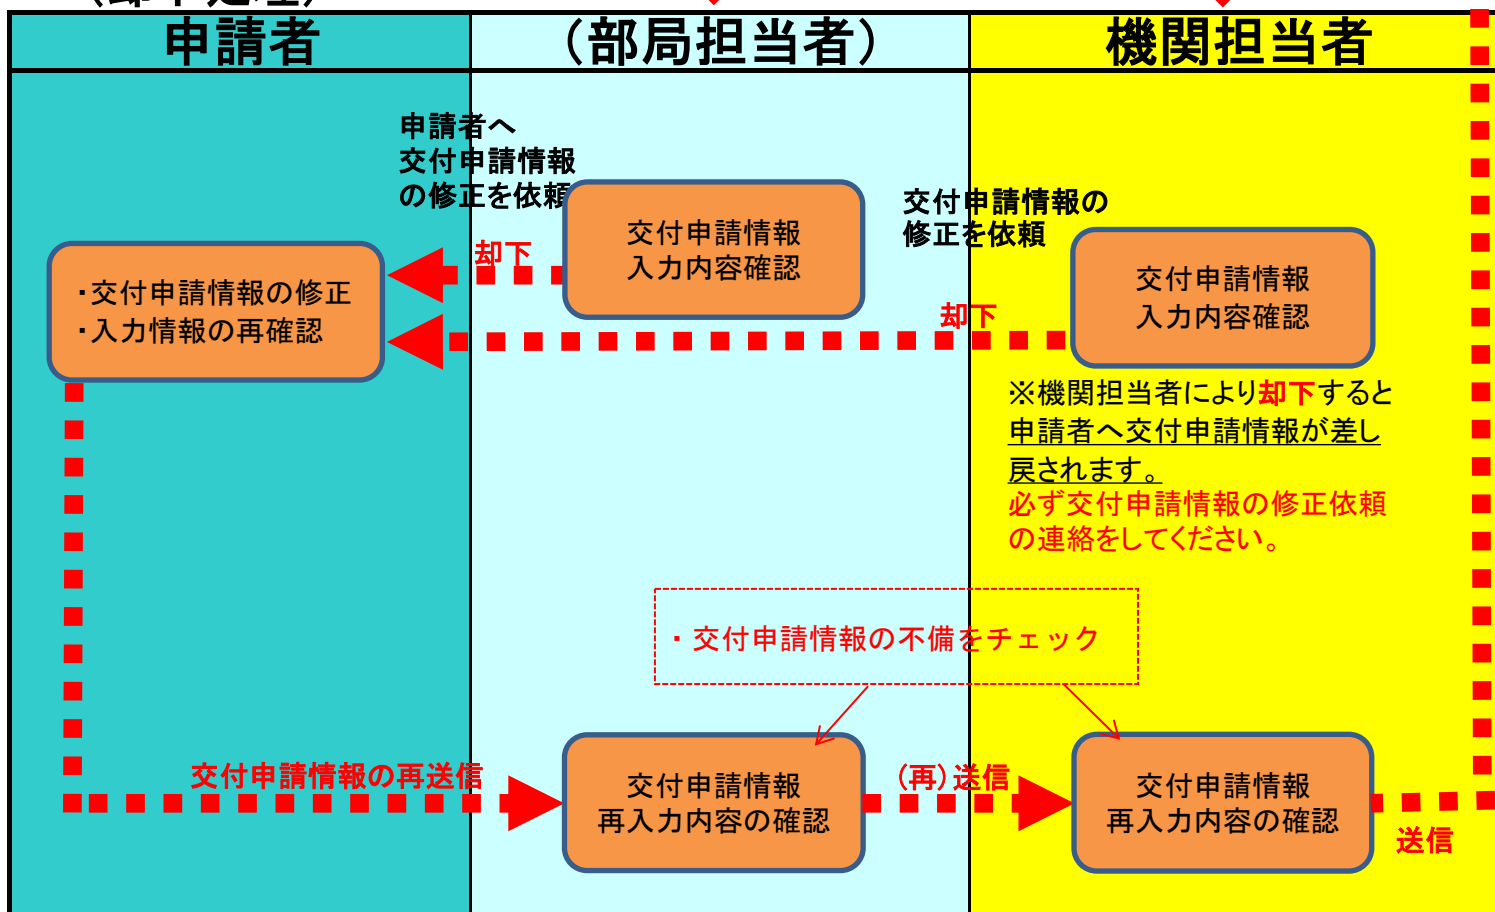 申請者
（部局担当者）
機関担当者
申請者へ
交付申請情報
の修正を依頼
交付申請情報
入力内容確認
交付申請情報の
修正を依頼
交付申請情報
入力内容確認
却下
・交付申請情報の修正
・入力情報の再確認
却下
※機関担当者により却下すると
申請者へ交付申請情報が差し
戻されます。
必ず交付申請情報の修正依頼
の連絡をしてください。
・交付申請情報の不備をチェック
交付申請情報の再送信
交付申請情報
再入力内容の確認
（再）送信
交付申請情報
再入力内容の確認
送信